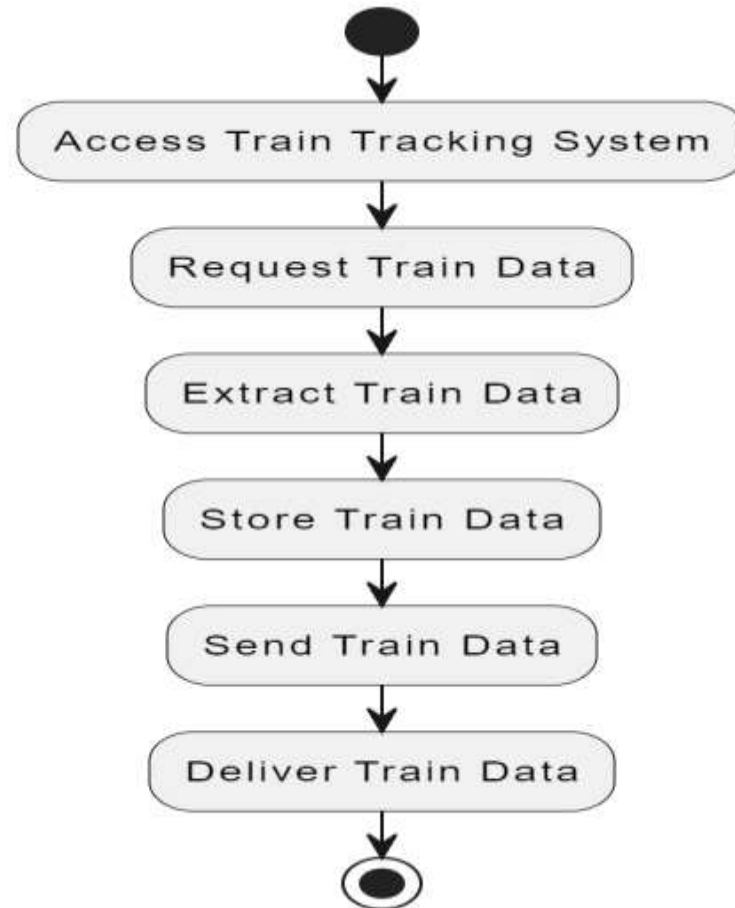 Access Train Tracking System
Request Train Data
Extract Train Data
Store Train Data
Send Train Data
Deliver Train Data